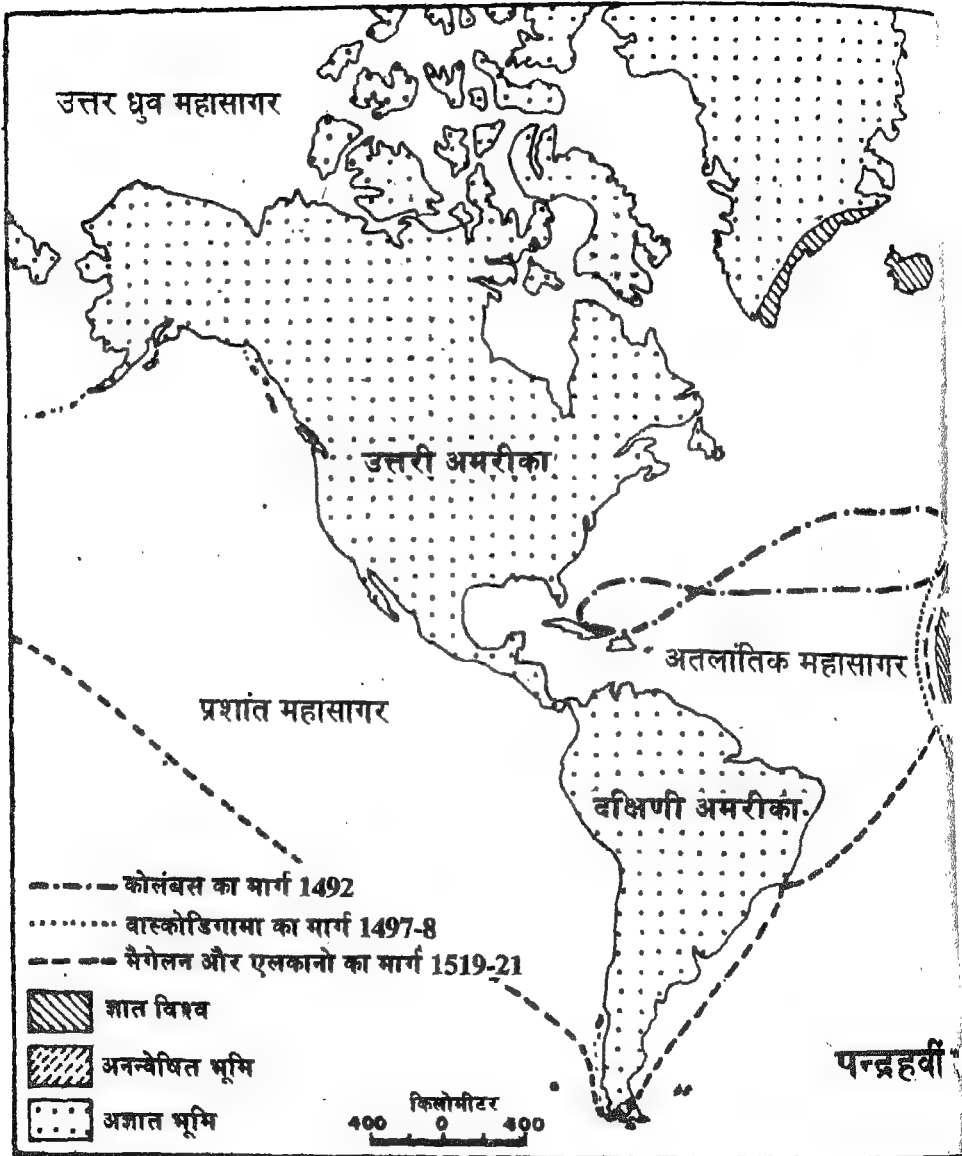 उत्तर ध्रुव महासागर
उत्तरी अमरीका
अतलांतिक महासागर
प्रशांत महासागर
दक्षिणी अमरीका
कोलंबस का मार्ग 1492
वास्कोडिगामा का मार्ग 1497-8
मैगेलन और एलकानो का मार्ग 1519-21
ज्ञात विश्व
अनन्वेषित भूमि
पन्द्रहवीं
अज्ञात भूमि
किलोमीटर
400 0 400